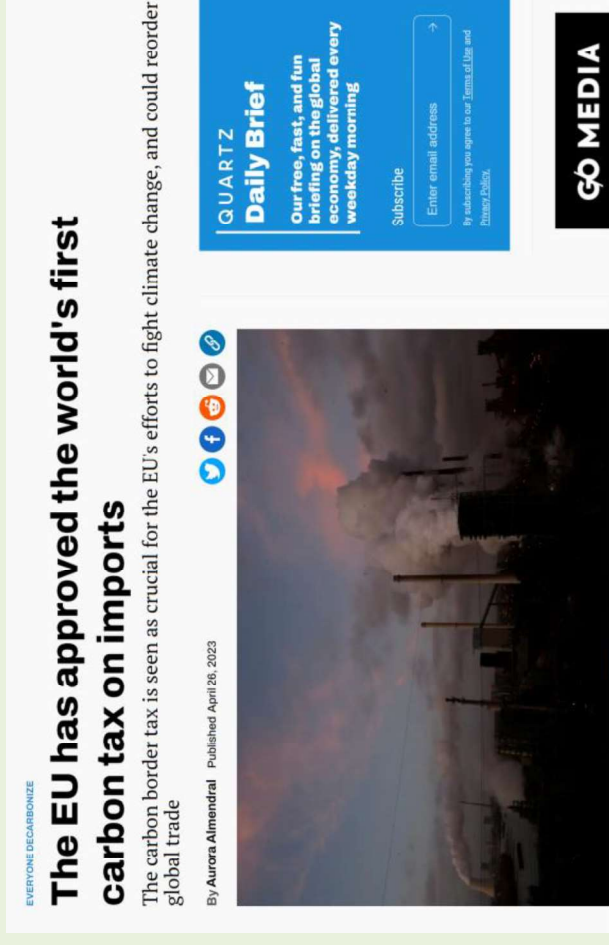 EVERYONE DECARBONIZE
The EU has approved the world's first
carbon tax on imports
The carbon border tax is seen as crucial for the EU's efforts to fight climate change, and could reorder
global trade
By Aurora Almendral Published April 26, 2023
QUARTZ
Daily Brief
Our free, fast, and fun
briefing on the global
economy, delivered every
weekday morning
Subscribe
Enter email address →
By subscribing you agree to our Terms of Use and
Privacy Policy.
GO MEDIA